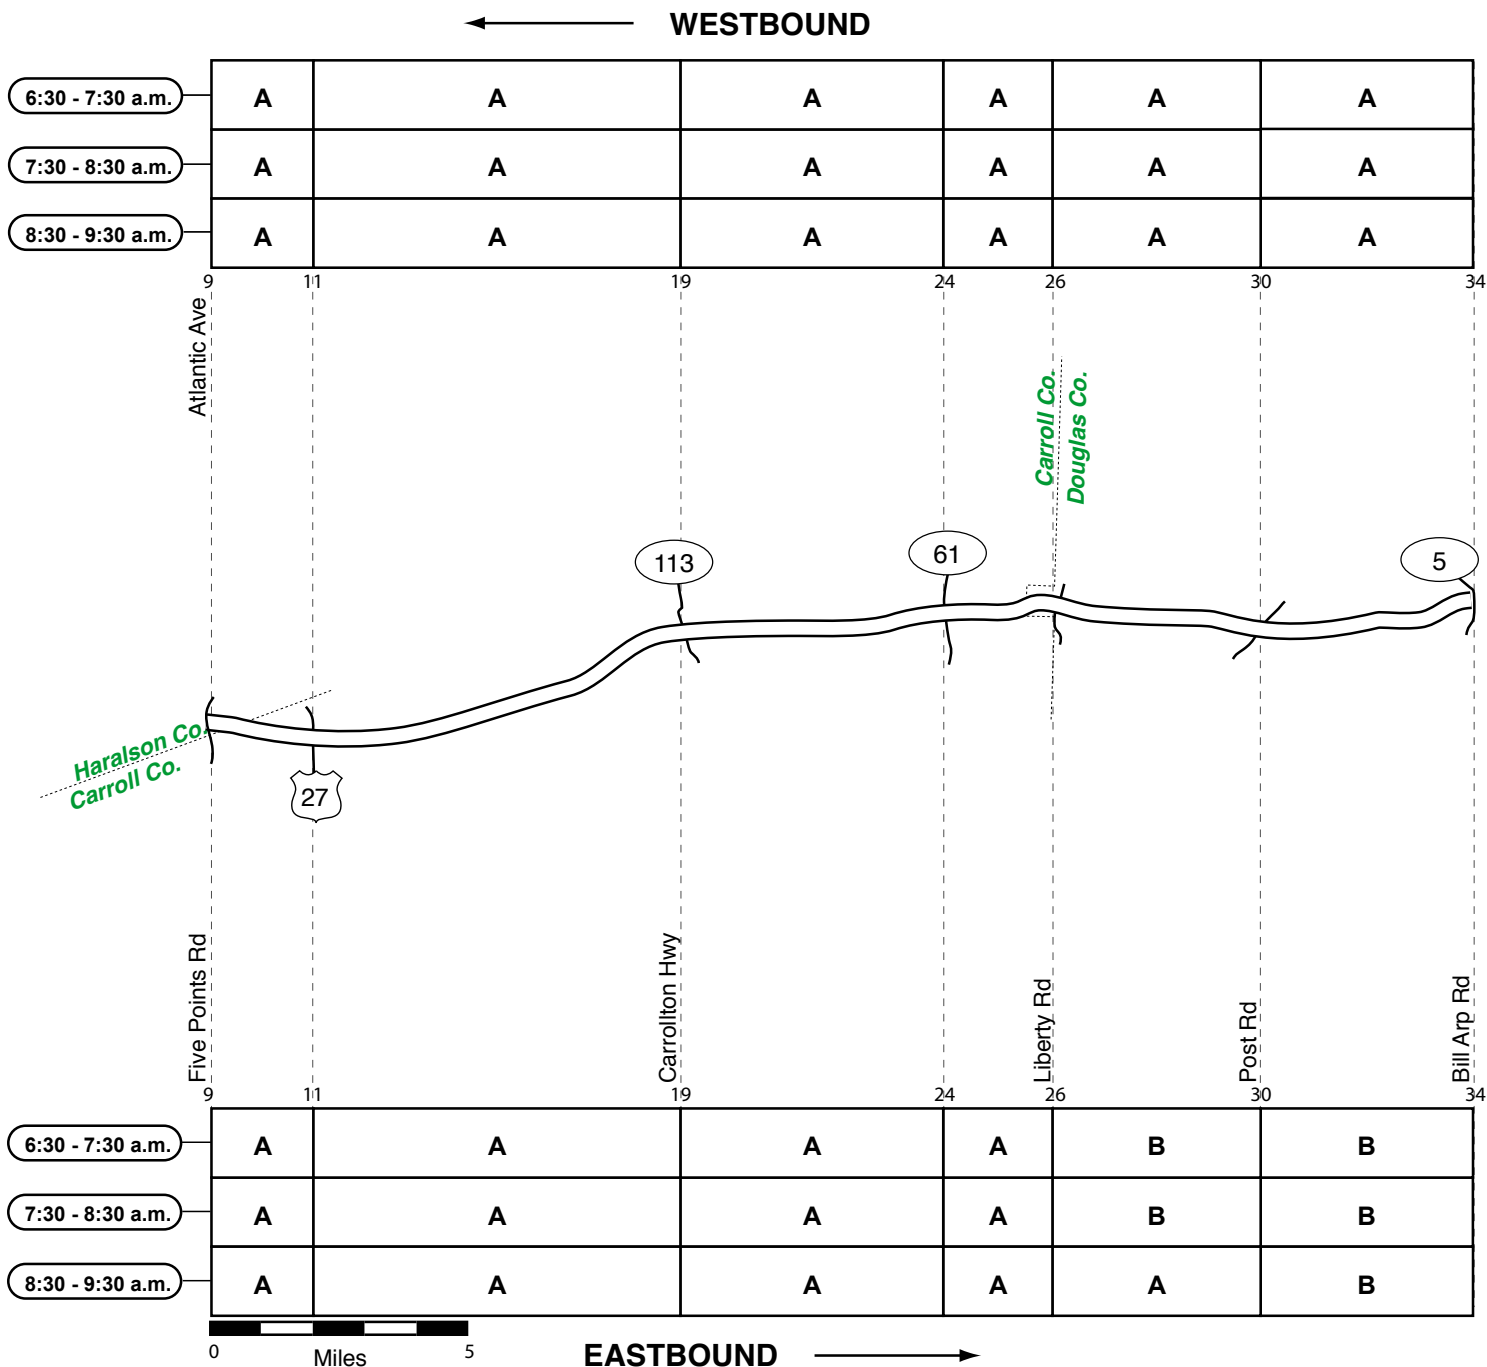 WESTBOUND
6:30 - 7:30 a.m. A A A A A A
7:30 - 8:30 a.m. A A A A A A
8:30 - 9:30 a.m. A A A A A A
9 11 19 24 26 30 34
Atlantic Ave
Carroll Co.
Douglas Co.
113
61
5
Haralson Co.
Carroll Co.
27
Five Points Rd
Carrollton Hwy
Liberty Rd
Post Rd
Bill Arp Rd
9 11 19 24 26 30 34
6:30 - 7:30 a.m. A A A A B B
7:30 - 8:30 a.m. A A A A B B
8:30 - 9:30 a.m. A A A A A B
0 Miles 5
EASTBOUND